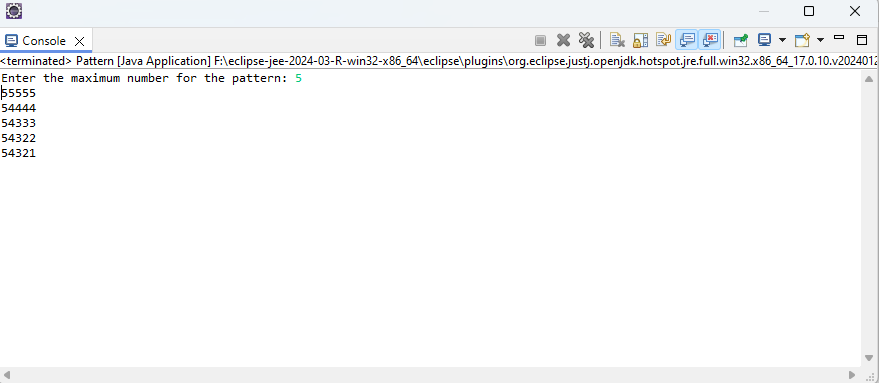 Console
<terminated> Pattern [Java Application] F:\eclipse-jee-2024-03-R-win32-x86_64\eclipse\plugins\org.eclipse.justj.openjdk.hotspot.jre.full.win32.x86_64_17.0.10.v2024012
Enter the maximum number for the pattern: 5
55555
54444
54333
54322
54321